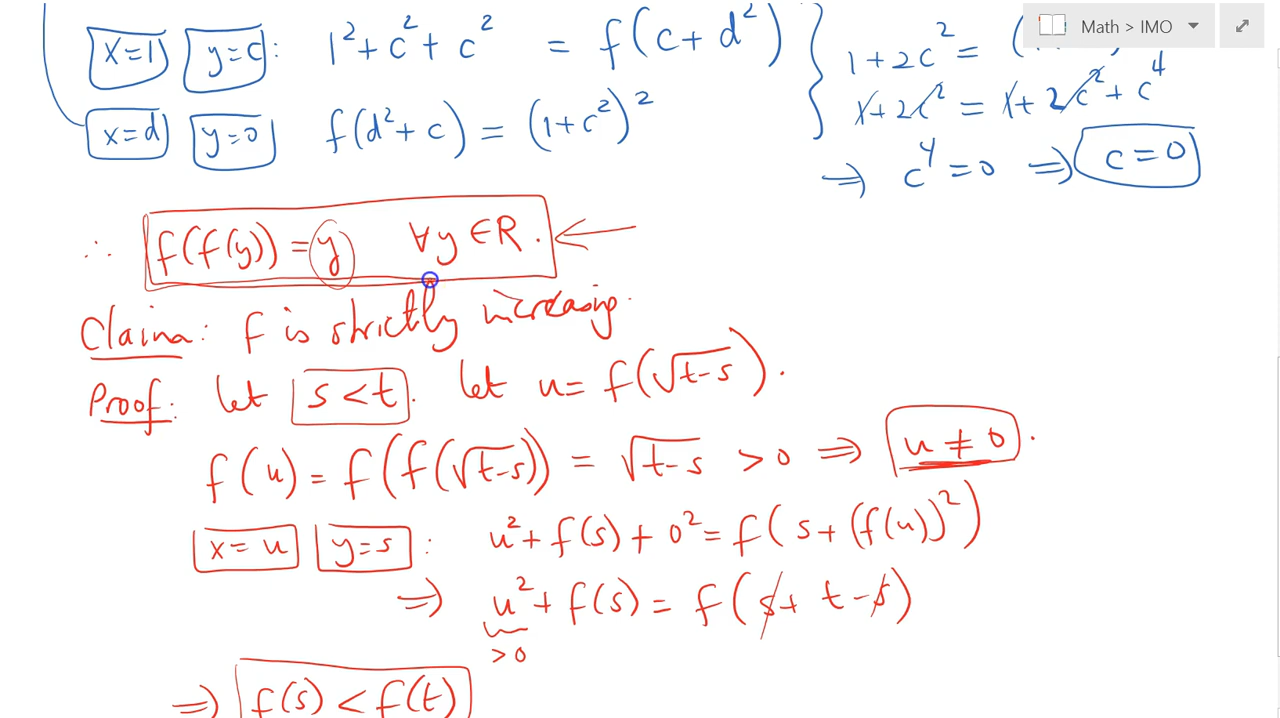 Math > IMO
x=1 y=c: 1²+c²+c² = f(c+d²)
1+2c² =
x=d y=0 f(d²+c) = (1+c²)²
1+2c² = 1+2c²+c⁴
⇒ c⁴=0 ⇒ c=0
∴ f(f(y))=y ∀y∈R.
Claim: f is strictly increasing.
Proof: let s<t. let u= f(√t-s).
f(u) = f(f(√t-s)) = √t-s >0 ⇒ u≠0.
x=u y=s: u²+f(s)+0²=f(s+(f(u))²)
⇒ u²+f(s) = f(s+t-s)
>0
⇒ f(s) < f(t)